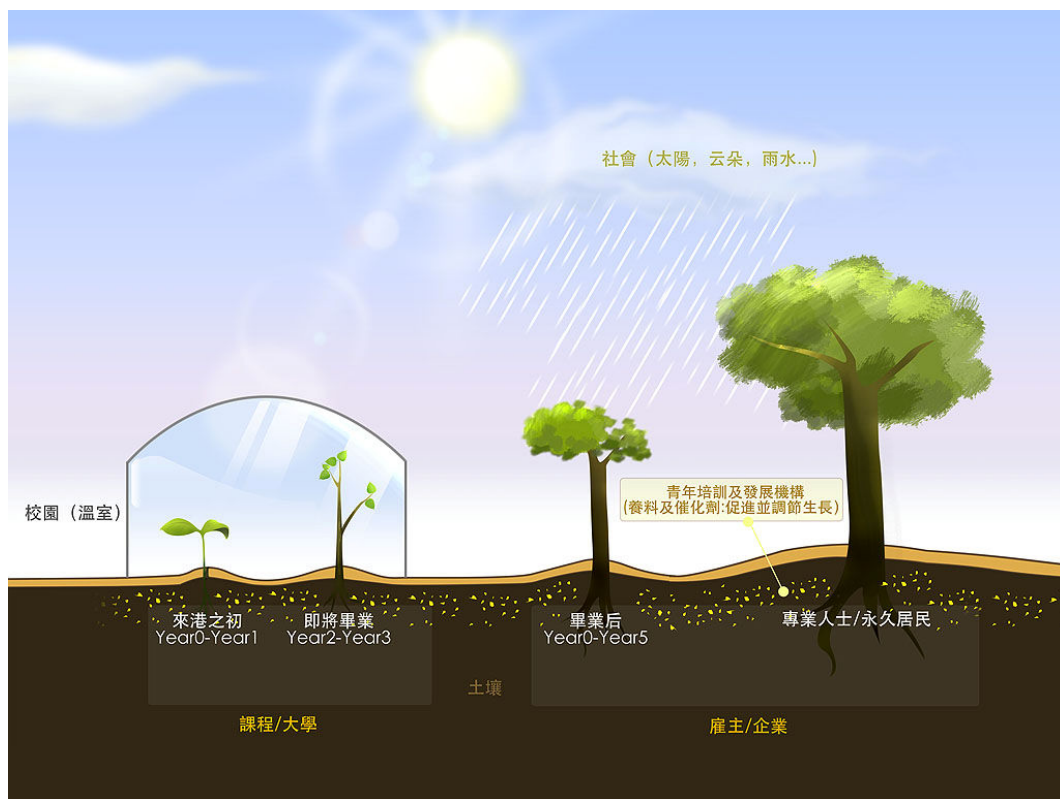 社會（太陽，云朵，雨水...）
校園（溫室）
青年培訓及發展機構
(養料及催化劑:促進並調節生長)
來港之初
Year0-Year1
即將畢業
Year2-Year3
畢業后
Year0-Year5
專業人士/永久居民
土壤
課程/大學
雇主/企業